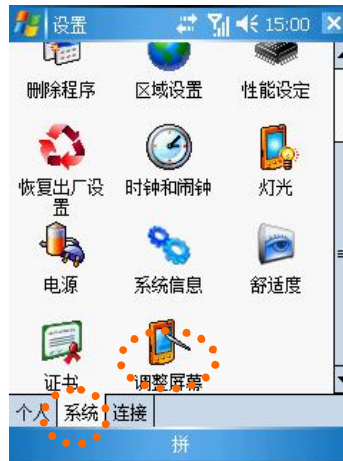 设置 15:00
删除程序 区域设置 性能设定
恢复出厂设置 时钟和闹钟 灯光
电源 系统信息 舒适度
证书 调整屏幕
个人 系统 连接
拼